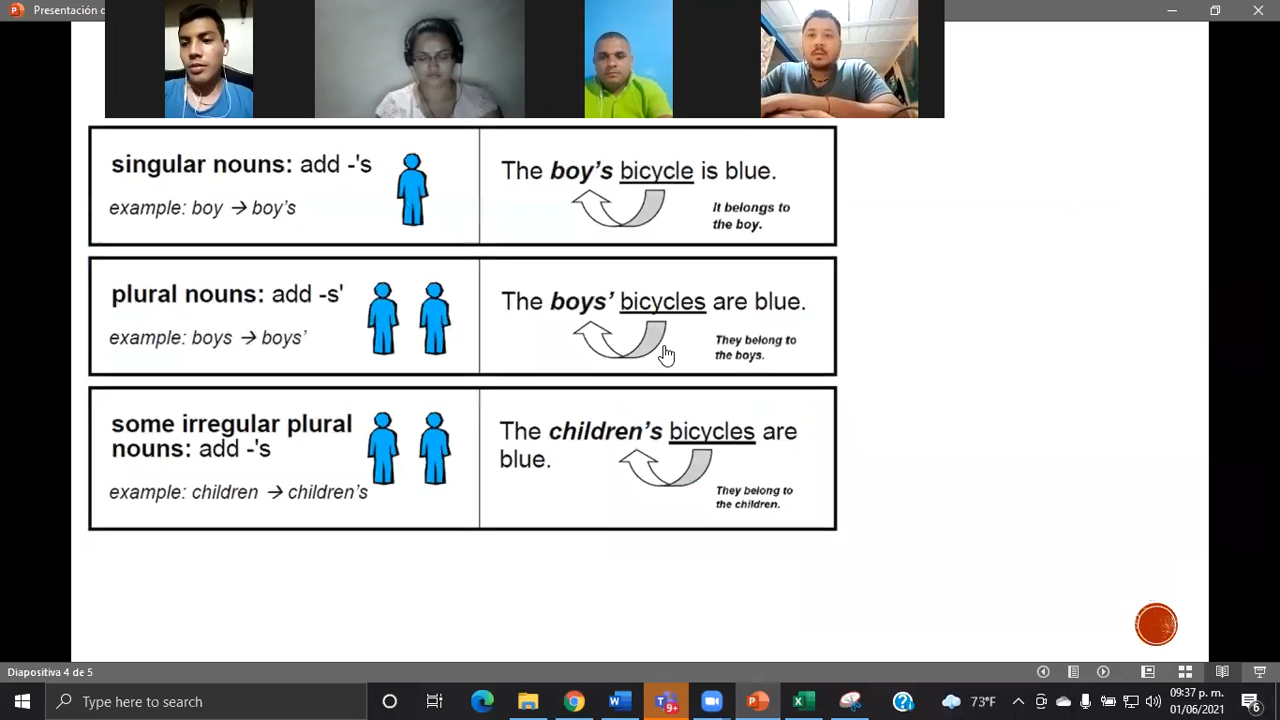 Presentación d
singular nouns: add -'s
example: boy → boy's
The boy's bicycle is blue.
It belongs to
the boy.
plural nouns: add -s'
example: boys → boys'
The boys' bicycles are blue.
They belong to
the boys.
some irregular plural
nouns: add -'s
example: children → children's
The children's bicycles are
blue.
They belong to
the children.
Diapositiva 4 de 5
Type here to search
9+
73°F
09:37 p. m.
01/06/2021
6